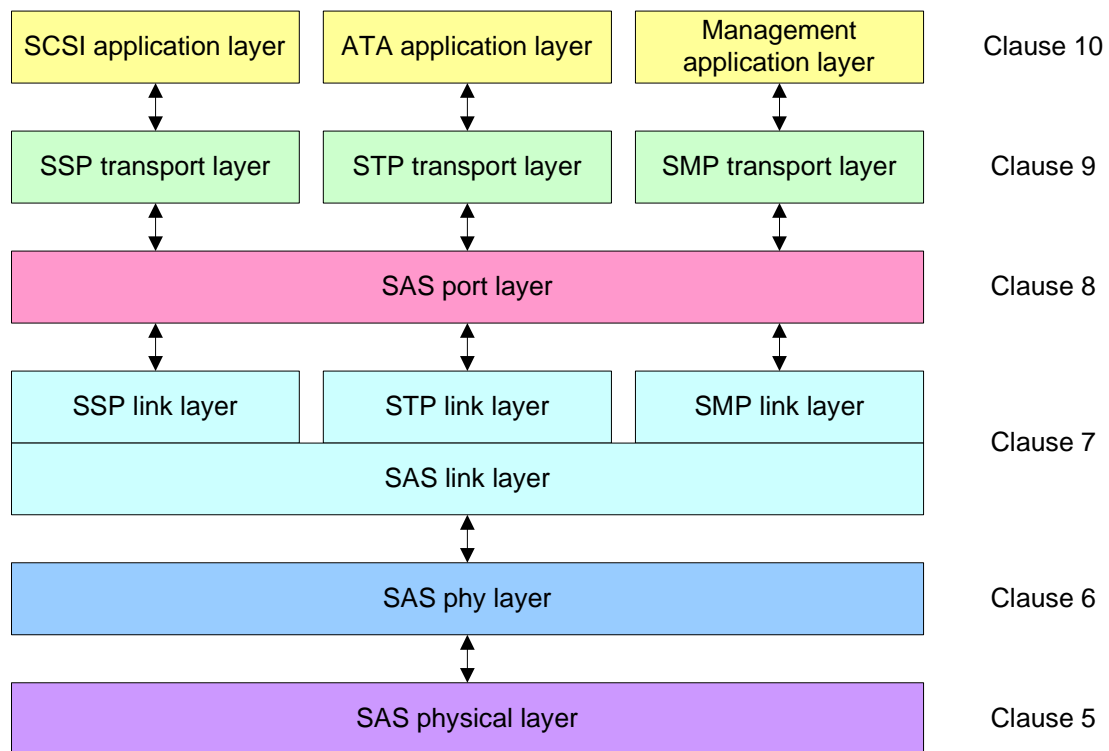 SCSI application layer
ATA application layer
Management
application layer
Clause 10
SSP transport layer
STP transport layer
SMP transport layer
Clause 9
SAS port layer
Clause 8
SSP link layer
STP link layer
SMP link layer
Clause 7
SAS link layer
SAS phy layer
Clause 6
SAS physical layer
Clause 5